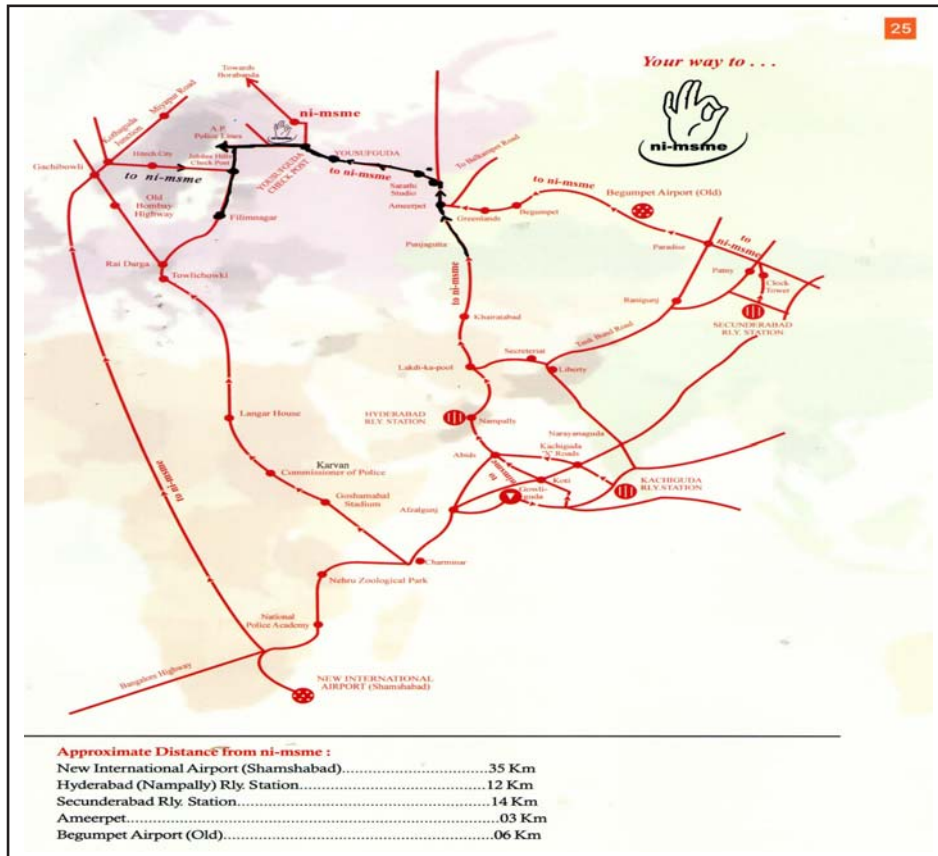 25
Your way to . . .
ni-msme
Towards
Borabanda
ni-msme
Miyapur Road
Kothaguda
Junction
A.P.
Police Lines
Hitech City
Jubilee Hills
Check Post
YOUSUFGUDA
CHECK POST
YOUSUFGUDA
to ni-msme
To Balkampet Road
Gachibowli
to ni-msme
Sarathi
Studio
to ni-msme
Begumpet Airport (Old)
Old
Bombay
Highway
Filimnagar
Ameerpet
Greenlands
Begumpet
to
ni-msme
Punjagutta
Paradise
Rai Darga
Towlichowki
to ni-msme
Patny
Clock
Tower
Ranigunj
Khairatabad
SECUNDERABAD
RLY. STATION
Tank Bund Road
Secreteriat
Lakdi-ka-pool
Liberty
Langar House
HYDERABAD
RLY STATION
Nampally
Narayanaguda
Abids
Kachiguda
'X' Roads
Karvan
Commissioner of Police
to
nimsme
Koti
KACHIGUDA
RLY.STATION
to ni-msme
Gowli-
guda
Goshamahal
Stadium
Afzalgunj
Charminar
Nehru Zoological Park
National
Police Academy
Bangalore Highway
NEW INTERNATIONAL
AIRPORT (Shamshabad)
Approximate Distance from ni-msme :
New International Airport (Shamshabad)..................................35 Km
Hyderabad (Nampally) Rly. Station...........................................12 Km
Secunderabad Rly. Station.........................................................14 Km
Ameerpet......................................................................................03 Km
Begumpet Airport (Old)..............................................................06 Km